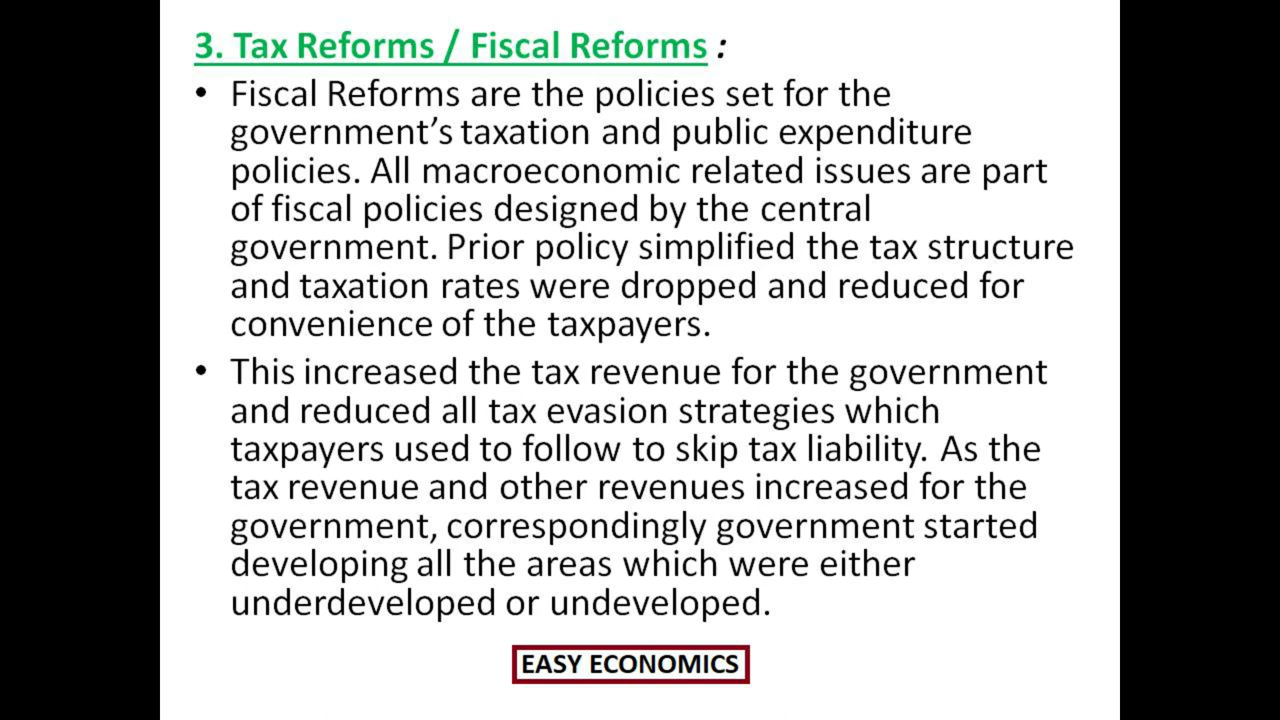 3. Tax Reforms / Fiscal Reforms :
• Fiscal Reforms are the policies set for the
government’s taxation and public expenditure
policies. All macroeconomic related issues are part
of fiscal policies designed by the central
government. Prior policy simplified the tax structure
and taxation rates were dropped and reduced for
convenience of the taxpayers.
• This increased the tax revenue for the government
and reduced all tax evasion strategies which
taxpayers used to follow to skip tax liability. As the
tax revenue and other revenues increased for the
government, correspondingly government started
developing all the areas which were either
underdeveloped or undeveloped.
EASY ECONOMICS